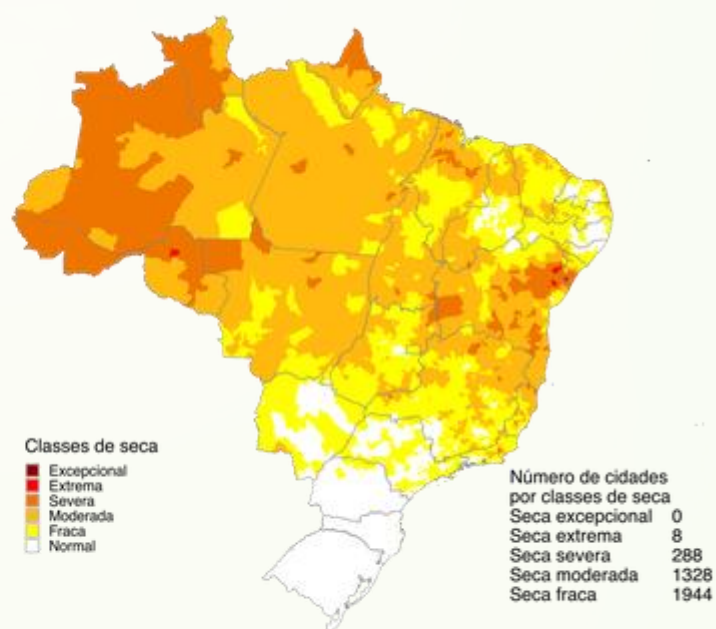 Classes de seca
Excepcional
Extrema
Severa
Moderada
Fraca
Normal
Número de cidades
por classes de seca
Seca excepcional 0
Seca extrema 8
Seca severa 288
Seca moderada 1328
Seca fraca 1944